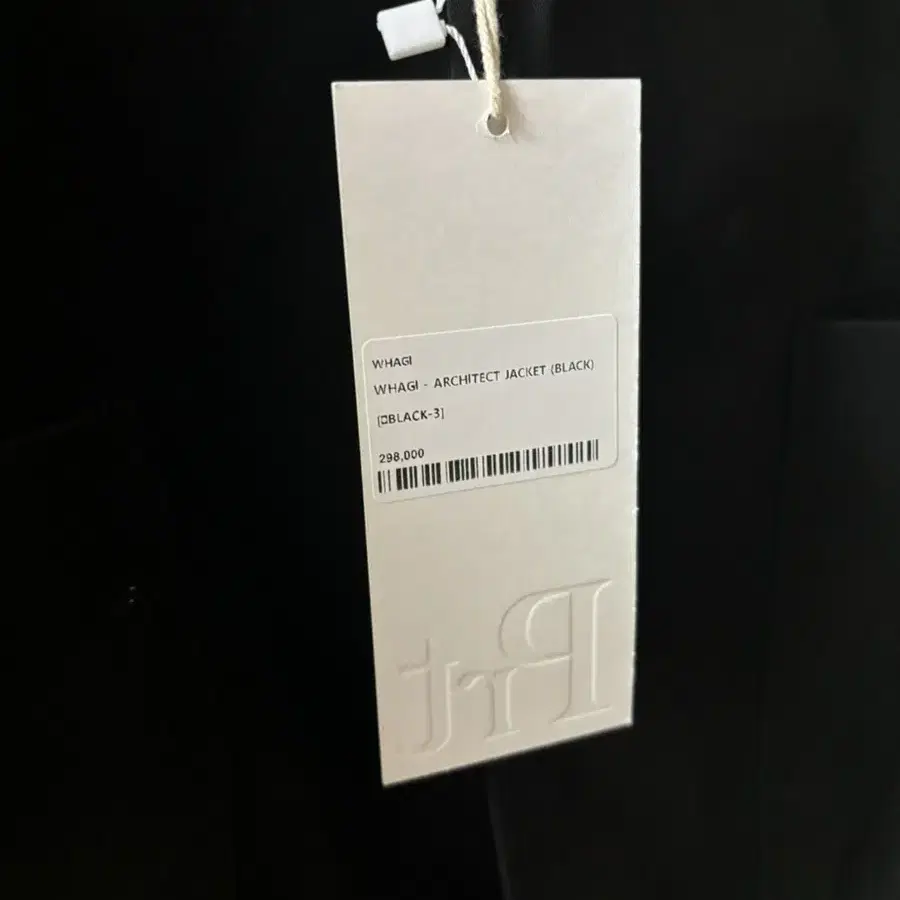 WHAGI
WHAGI - ARCHITECT JACKET (BLACK)
[□BLACK-3]
298,000
Prt